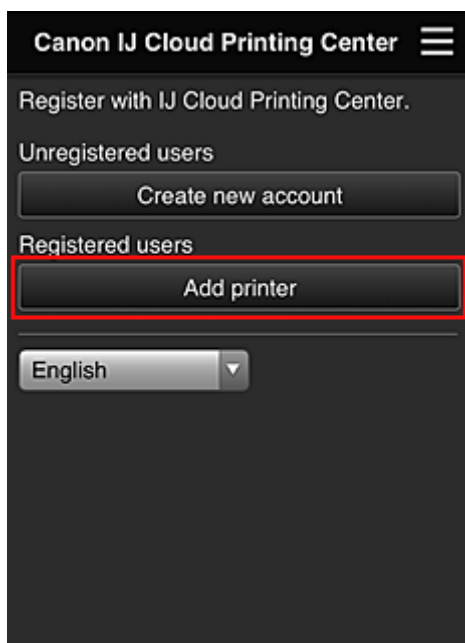 Canon IJ Cloud Printing Center
Register with IJ Cloud Printing Center.
Unregistered users
Create new account
Registered users
Add printer
English